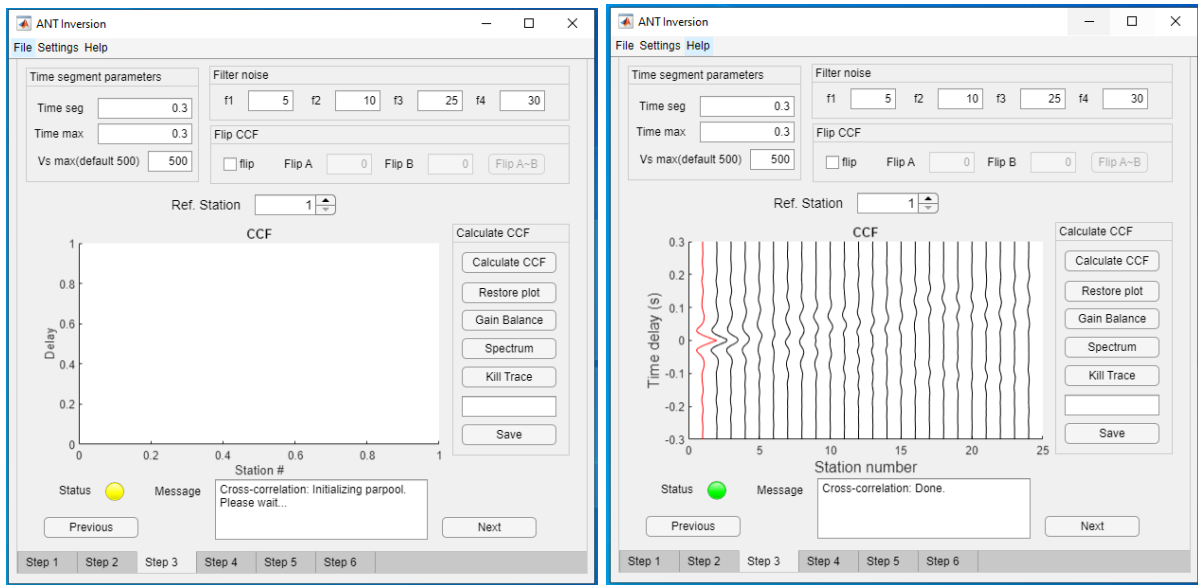 ANT Inversion
File Settings Help
Time segment parameters
Time seg 0.3
Time max 0.3
Vs max(default 500) 500
Filter noise
f1 5 f2 10 f3 25 f4 30
Flip CCF
flip Flip A 0 Flip B 0 Flip A~B
Ref. Station 1
CCF
1
0.8
0.6
0.4
0.2
0
Delay
0 0.2 0.4 0.6 0.8 1
Station #
Calculate CCF
Calculate CCF
Restore plot
Gain Balance
Spectrum
Kill Trace
Save
Status Message Cross-correlation: Initializing parpool.
Please wait...
Previous Next
Step 1 Step 2 Step 3 Step 4 Step 5 Step 6
ANT Inversion
File Settings Help
Time segment parameters
Time seg 0.3
Time max 0.3
Vs max(default 500) 500
Filter noise
f1 5 f2 10 f3 25 f4 30
Flip CCF
flip Flip A 0 Flip B 0 Flip A~B
Ref. Station 1
CCF
0.3
0.2
0.1
0
-0.1
-0.2
-0.3
Time delay (s)
0 5 10 15 20 25
Station number
Calculate CCF
Calculate CCF
Restore plot
Gain Balance
Spectrum
Kill Trace
Save
Status Message Cross-correlation: Done.
Previous Next
Step 1 Step 2 Step 3 Step 4 Step 5 Step 6